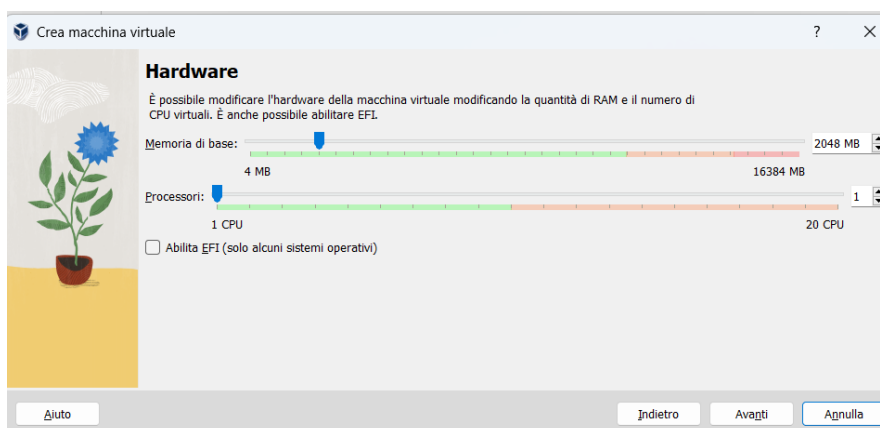 Crea macchina virtuale
?
Hardware
È possibile modificare l'hardware della macchina virtuale modificando la quantità di RAM e il numero di
CPU virtuali. È anche possibile abilitare EFI.
Memoria di base:
2048 MB
4 MB
16384 MB
Processori:
1
1 CPU
20 CPU
Abilita EFI (solo alcuni sistemi operativi)
Aiuto
Indietro
Avanti
Annulla